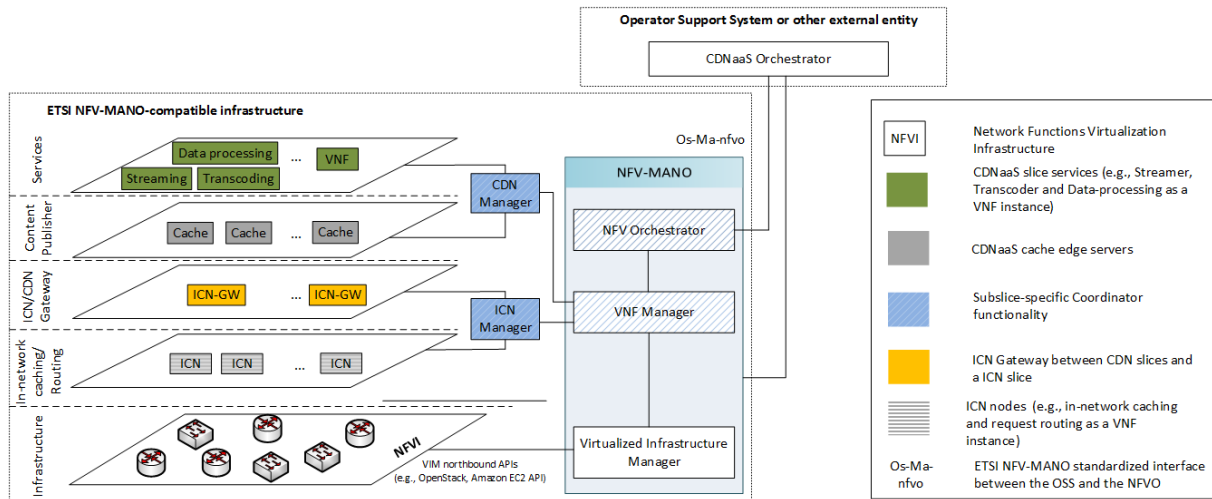 Operator Support System or other external entity
CDNaaS Orchestrator
ETSI NFV-MANO-compatible infrastructure
Os-Ma-nfvo
Services
Data processing
...
VNF
Streaming
Transcoding
CDN
Manager
Content
Publisher
Cache
Cache
...
Cache
ICN/CDN
Gateway
ICN-GW
...
ICN-GW
ICN
Manager
In-network
caching/
Routing
ICN
ICN
...
ICN
Infrastructure
NFVI
VIM northbound APIs
(e.g., OpenStack, Amazon EC2 API)
NFV-MANO
NFV Orchestrator
VNF Manager
Virtualized Infrastructure
Manager
NFVI
Network Functions Virtualization
Infrastructure
CDNaaS slice services (e.g., Streamer,
Transcoder and Data-processing as a
VNF instance)
CDNaaS cache edge servers
Subslice-specific Coordinator
functionality
ICN Gateway between CDN slices and
a ICN slice
ICN nodes (e.g., in-network caching
and request routing as a VNF
instance)
Os-Ma-
nfvo
ETSI NFV-MANO standardized interface
between the OSS and the NFVO